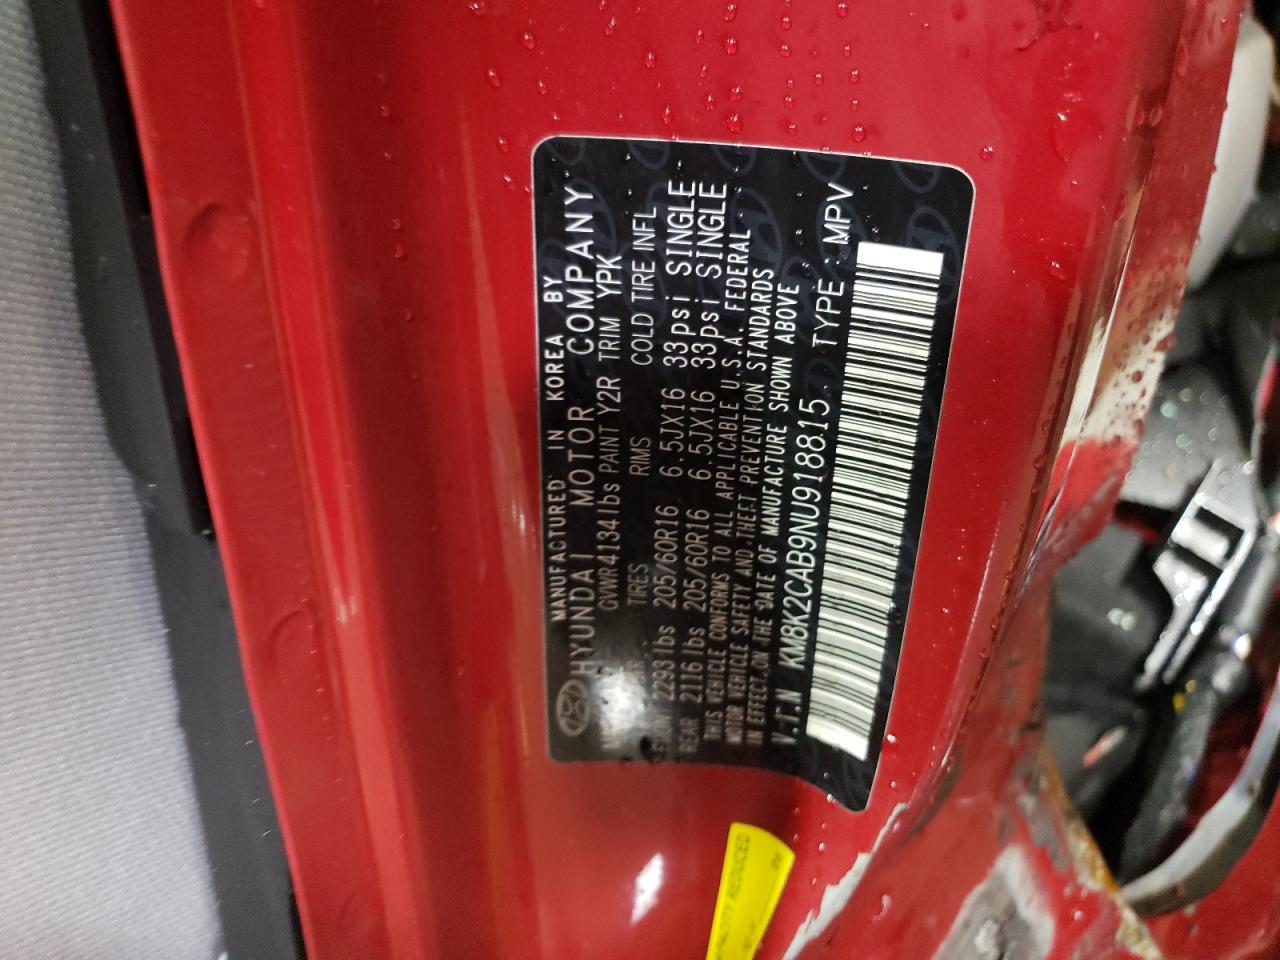 MANUFACTURED IN KOREA BY
HYUNDAI MOTOR COMPANY
GVWR 4134lbs PAINT Y2R TRIM YPK
TIRES RIMS COLD TIRE INFL
2293lbs 205/60R16 6.5JX16 33psi SINGLE
REAR 2116lbs 205/60R16 6.5JX16 33psi SINGLE
THIS VEHICLE CONFORMS TO ALL APPLICABLE U.S.A. FEDERAL
MOTOR VEHICLE SAFETY AND THEFT PREVENTION STANDARDS
IN EFFECT ON THE DATE OF MANUFACTURE SHOWN ABOVE
V.I.N KM8K2CAB9NU918815 TYPE : MPV
REDUCED